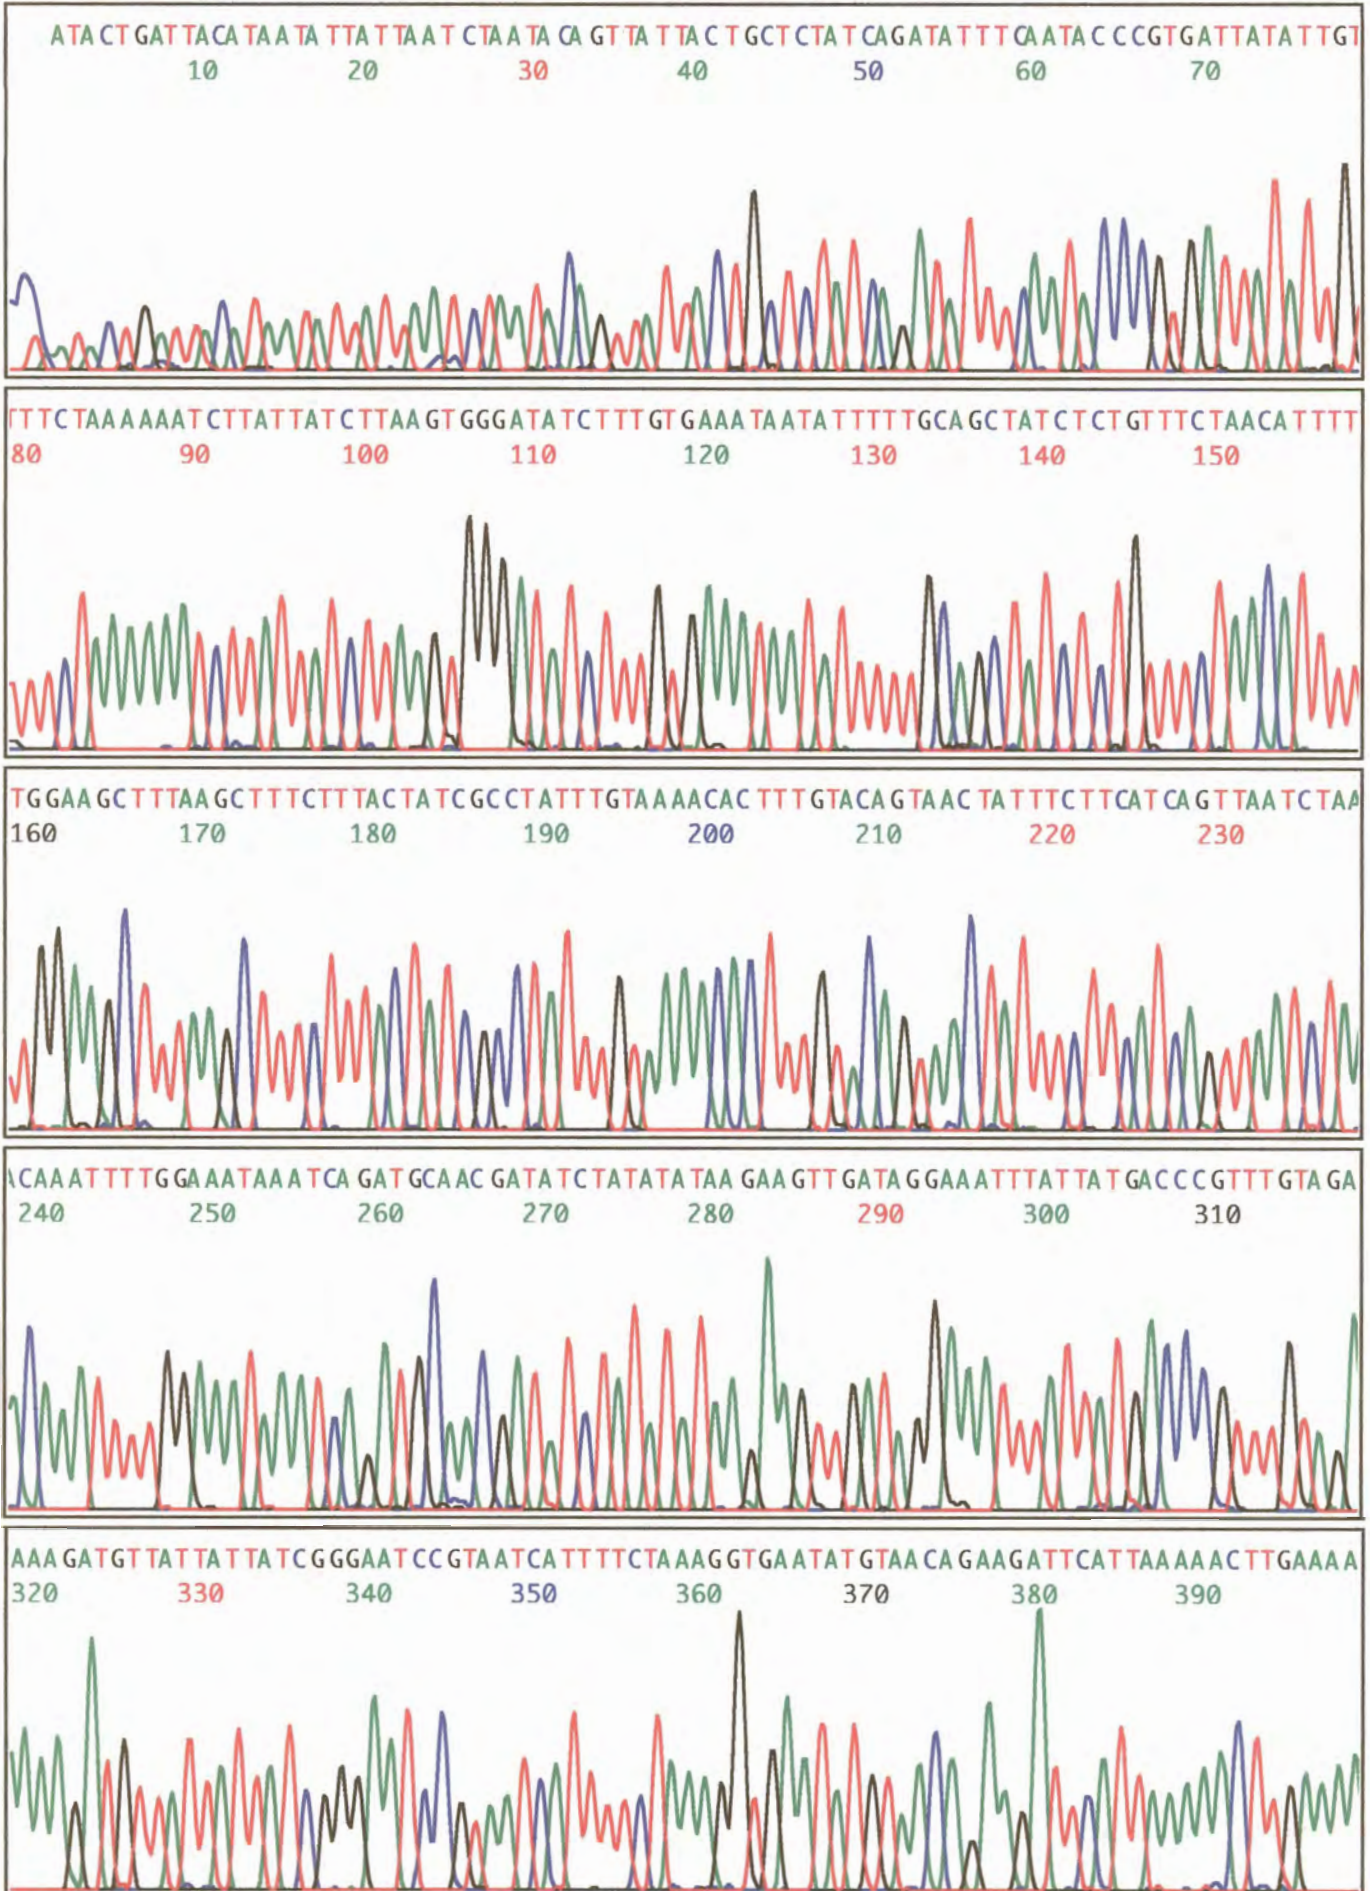 ATACTGATTACATAATATTATTAATCTAATACAGTTATTACTGCTCTATCAGATATTTCAATACCCGTGATTATATTGT
10 20 30 40 50 60 70
TTTCTAAAAAATCTTATTATCTTAAGTGGGATATCTTTGTGAAATAATATTTTTGCAGCTATCTCTGTTTCTAACATTTT
80 90 100 110 120 130 140 150
TGGAAGCTTTAAGCTTTCTTTACTATCGCCTATTTGTAAAACACTTTGTACAGTAACTATTTCTTCATCAGTTAATCTAA
160 170 180 190 200 210 220 230
ACAAATTTTGGAAATAAATCAGATGCAACGATATCTATATATAAGAAGTTGATAGGAAATTTATTATGACCCGTTTGTAGA
240 250 260 270 280 290 300 310
AAAGATGTTATTATTATCGGGAATCCGTAATCATTTTCTAAAGGTGAATATGTAACAGAAGATTCATTAAAAACTTGAAAA
320 330 340 350 360 370 380 390